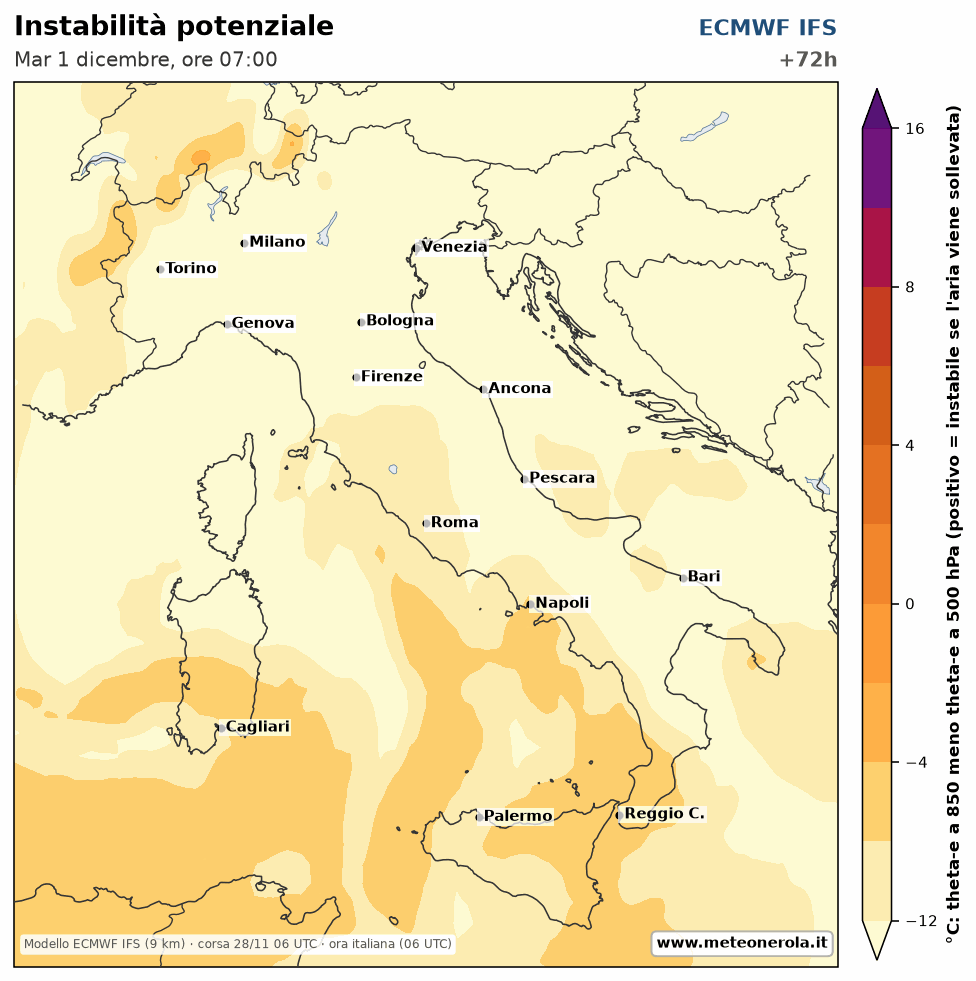 Instabilità potenziale
ECMWF IFS
Mar 1 dicembre, ore 07:00
+72h
16
8
4
0
−4
−12
°C: theta-e a 850 meno theta-e a 500 hPa (positivo = instabile se l'aria viene sollevata)
Milano
Venezia
Torino
Genova
Bologna
Firenze
Ancona
Pescara
Roma
Bari
Napoli
Cagliari
Palermo
Reggio C.
Modello ECMWF IFS (9 km) · corsa 28/11 06 UTC · ora italiana (06 UTC)
www.meteonerola.it